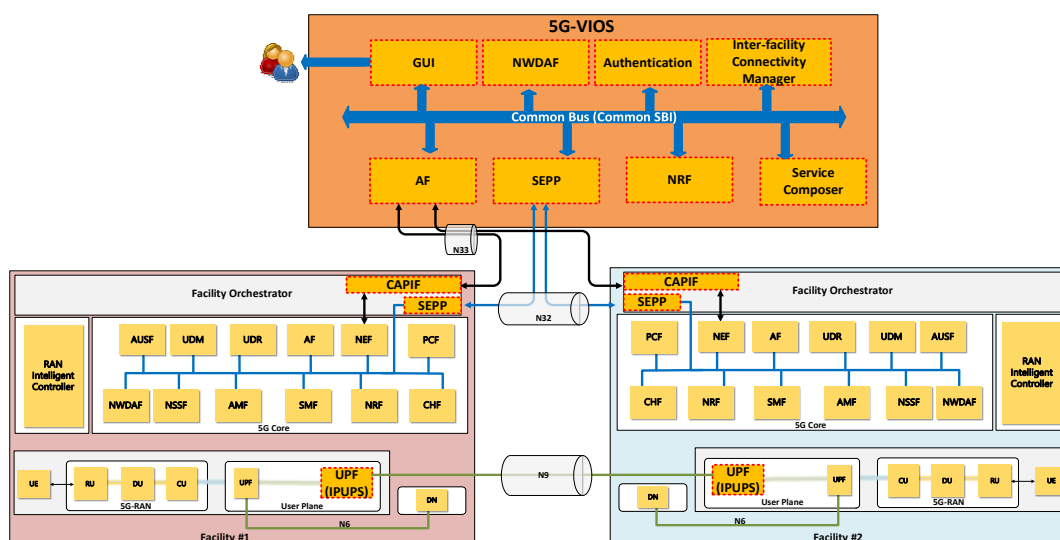 5G-VIOS
GUI
NWDAF
Authentication
Inter-facility
Connectivity
Manager
Common Bus (Common SBI)
AF
SEPP
NRF
Service
Composer
N33
N32
CAPIF
Facility Orchestrator
SEPP
RAN
Intelligent
Controller
AUSF
UDM
UDR
AF
NEF
PCF
NWDAF
NSSF
AMF
SMF
NRF
CHF
5G Core
UE
RU
DU
CU
5G-RAN
UPF
UPF
(IPUPS)
User Plane
DN
N6
Facility #1
N9
CAPIF
Facility Orchestrator
SEPP
PCF
NEF
AF
UDR
UDM
AUSF
CHF
NRF
SMF
AMF
NSSF
NWDAF
5G Core
RAN
Intelligent
Controller
UPF
(IPUPS)
UPF
User Plane
CU
DU
RU
5G-RAN
UE
DN
N6
Facility #2